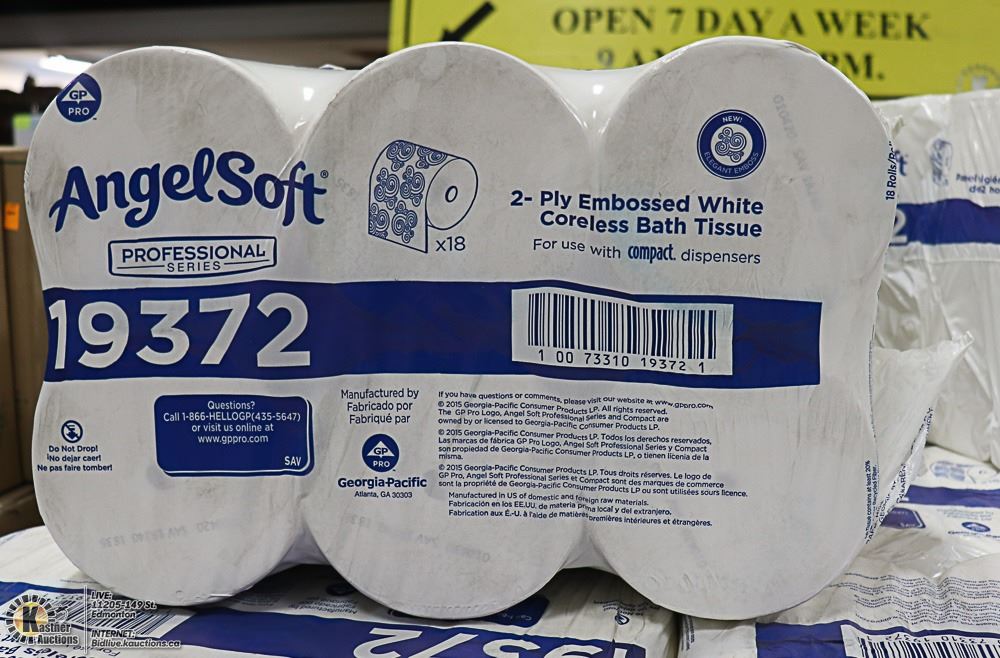 OPEN 7 DAY A WEEK
GP
PRO
NEW!
ELEGANT EMBOSS
AngelSoft®
PROFESSIONAL
SERIES
x18
2- Ply Embossed White
Coreless Bath Tissue
For use with compact. dispensers
18 Rolls/
19372
1 00 73310 19372 1
Do Not Drop!
¡No dejar caer!
Ne pas faire tomber!
Questions?
Call 1-866-HELLOGP(435-5647)
or visit us online at
www.gppro.com
SAV
Manufactured by
Fabricado por
Fabriqué par
GP
PRO
Georgia-Pacific
Atlanta, GA 30303
If you have questions or comments, please visit our website at www.gppro.com
© 2015 Georgia-Pacific Consumer Products LP. All rights reserved.
The GP Pro Logo, Angel Soft Professional Series and Compact are
owned by or licensed to Georgia-Pacific Consumer Products LP.
© 2015 Georgia-Pacific Consumer Products LP. Todos los derechos reservados,
Las marcas de fábrica GP Pro Logo, Angel Soft Professional Series y Compact
son propiedad de Georgia-Pacific Consumer Products LP, o tienen licenia de la
misma.
© 2015 Georgia-Pacific Consumer Products LP. Tous droits réserves. Le logo de
GP Pro, Angel Soft Professional Series et Compact sont des marques de commerce
sont la propriété de Georgia-Pacific Consumer Products LP ou sont utilisées sours licence.
Manufactured in US of domestic and foreign raw materials.
Fabricación en los EE.UU. de materia prima local y del extranjero.
Fabrication aux É.-U. à l'aide de matières premières intérieures et étrangères.
Kastner
Auctions
LIVE:
11205-149 St.
Edmonton
INTERNET:
Bidlive.kauctions.ca